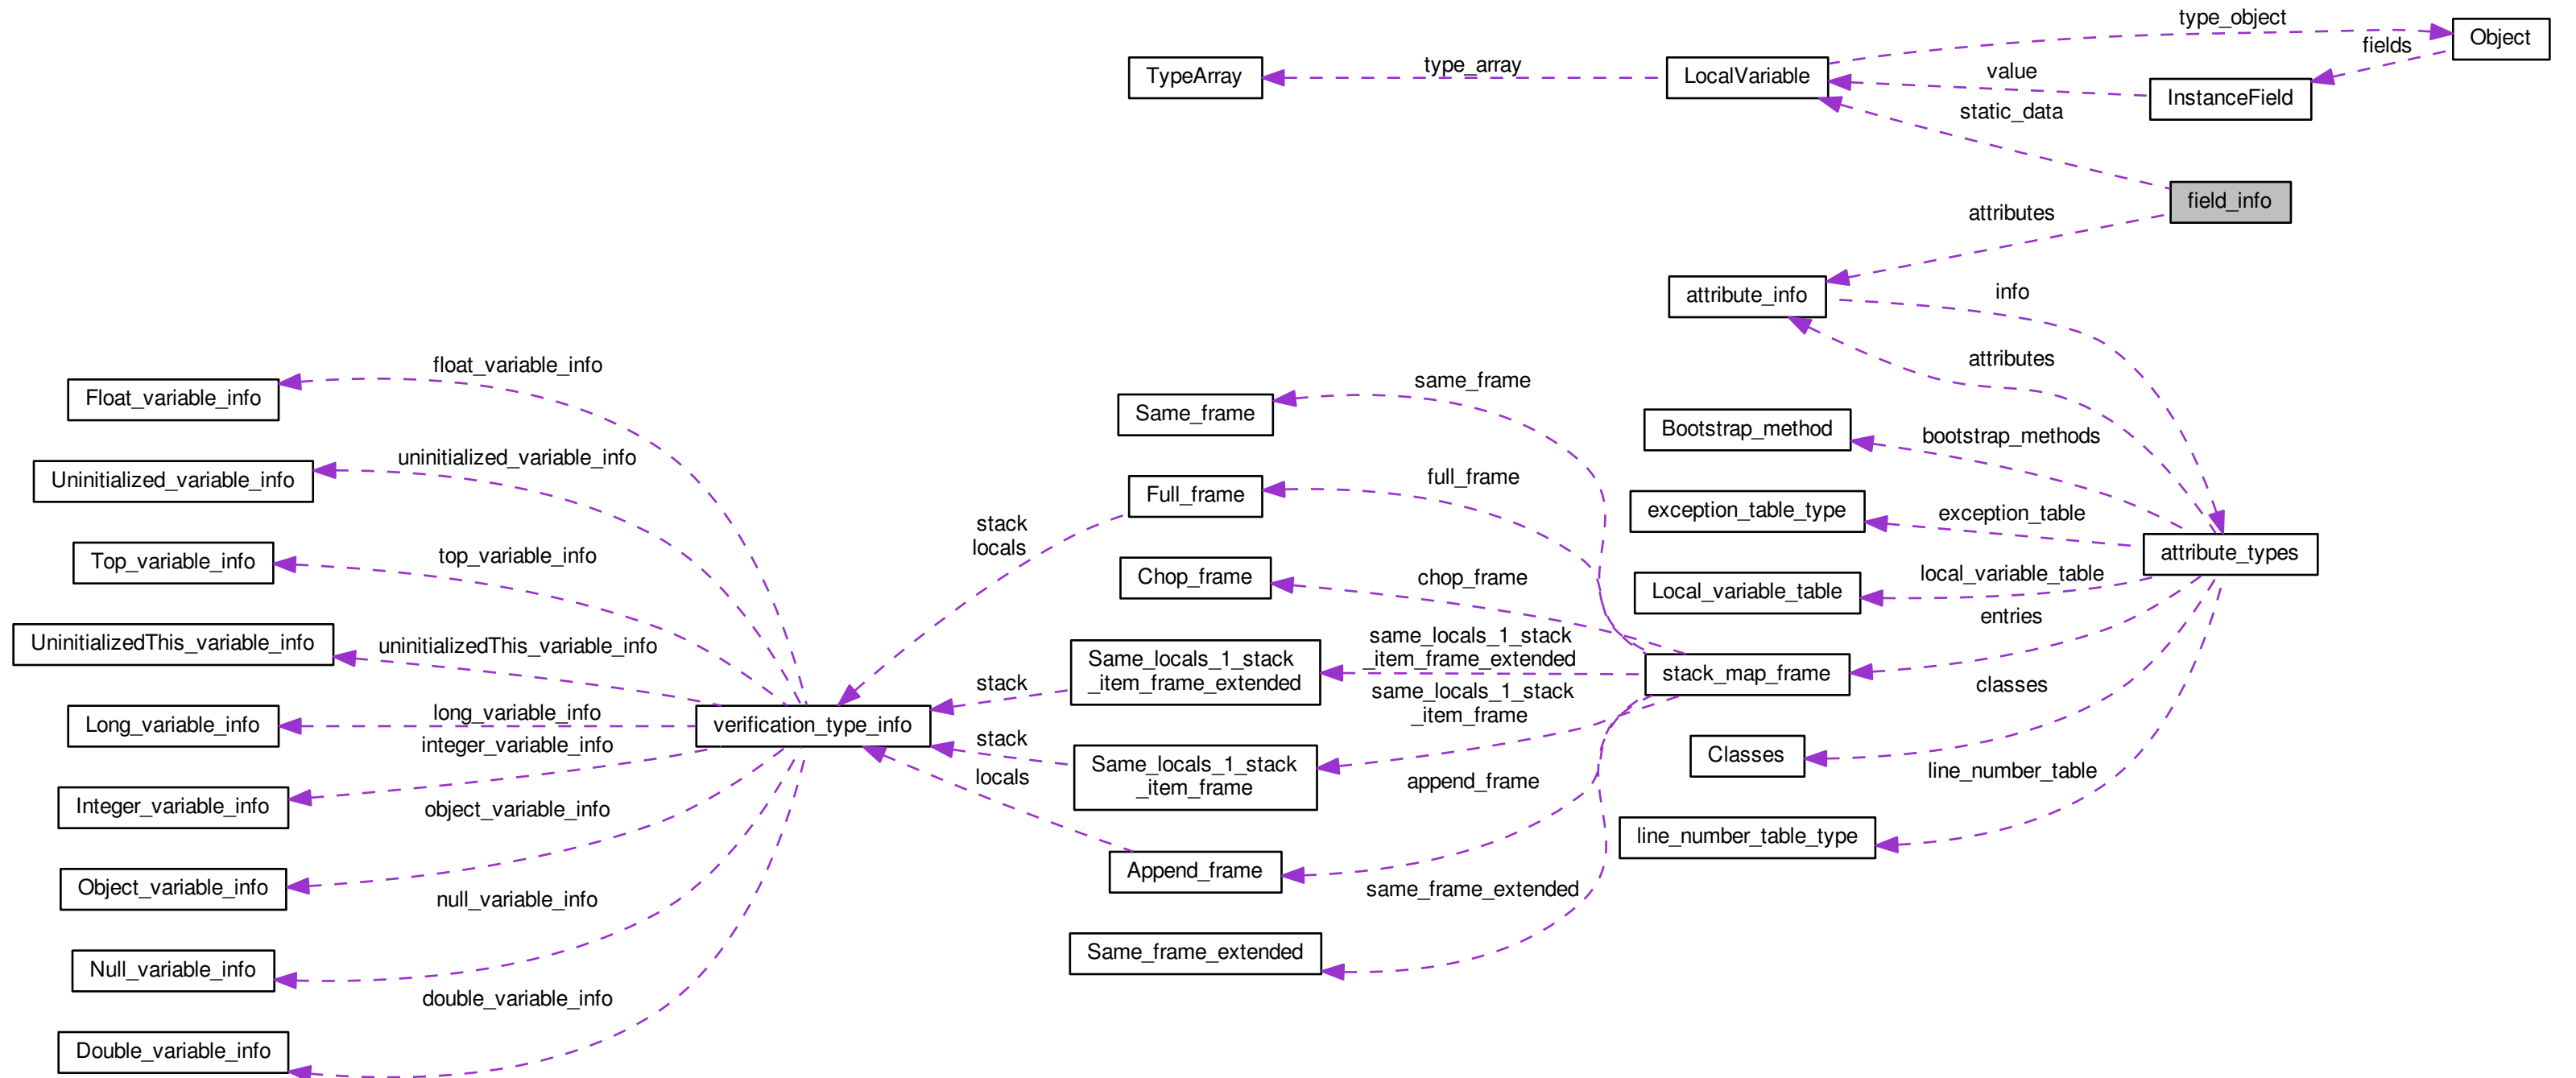 type_object
Object
fields
TypeArray
type_array
LocalVariable
value
InstanceField
static_data
field_info
attributes
attribute_info
info
attributes
float_variable_info
Float_variable_info
same_frame
Same_frame
Bootstrap_method
bootstrap_methods
uninitialized_variable_info
Uninitialized_variable_info
full_frame
Full_frame
stack
locals
exception_table_type
exception_table
attribute_types
top_variable_info
Top_variable_info
chop_frame
Chop_frame
Local_variable_table
local_variable_table
entries
UninitializedThis_variable_info
uninitializedThis_variable_info
same_locals_1_stack
_item_frame_extended
Same_locals_1_stack
_item_frame_extended
stack_map_frame
stack
classes
same_locals_1_stack
_item_frame
Long_variable_info
long_variable_info
verification_type_info
integer_variable_info
stack
Same_locals_1_stack
_item_frame
Classes
locals
append_frame
line_number_table
Integer_variable_info
object_variable_info
line_number_table_type
Append_frame
Object_variable_info
same_frame_extended
null_variable_info
Same_frame_extended
Null_variable_info
double_variable_info
Double_variable_info